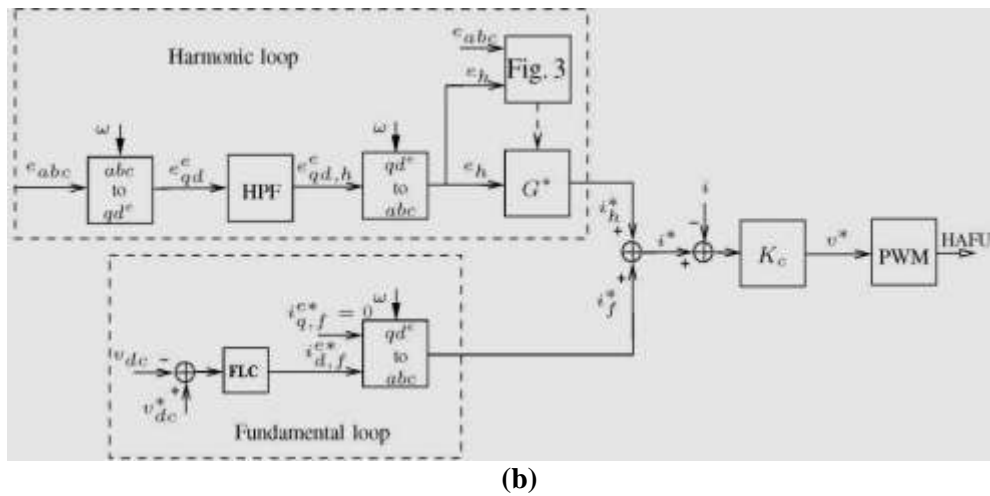 Harmonic loop
e_abc
Fig. 3
e_h
ω
ω
e_abc
abc
to
qd^e
e^e_qd
HPF
e^e_qd,h
qd^e
to
abc
e_h
G*
i*_h
+
+
i*
+
−
i
K_c
v*
PWM
HAFU
i*_f
i^e*_q,f = 0
ω
i^e*_d,f
qd^e
to
abc
v_dc
−
+
v*_dc
FLC
Fundamental loop
(b)